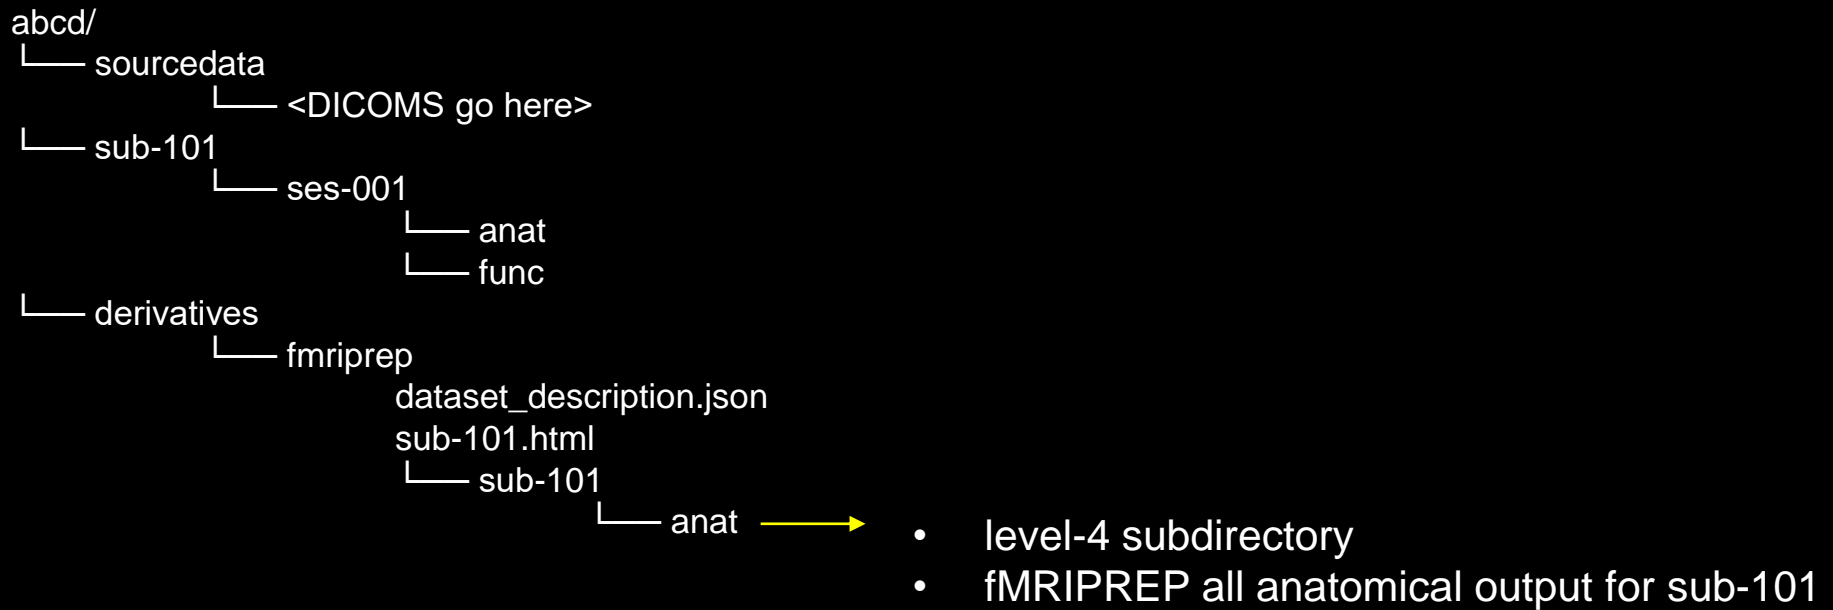 abcd/
└── sourcedata
└── <DICOMS go here>
└── sub-101
└── ses-001
└── anat
└── func
└── derivatives
└── fmriprep
dataset_description.json
sub-101.html
└── sub-101
└── anat
• level-4 subdirectory
• fMRIPREP all anatomical output for sub-101